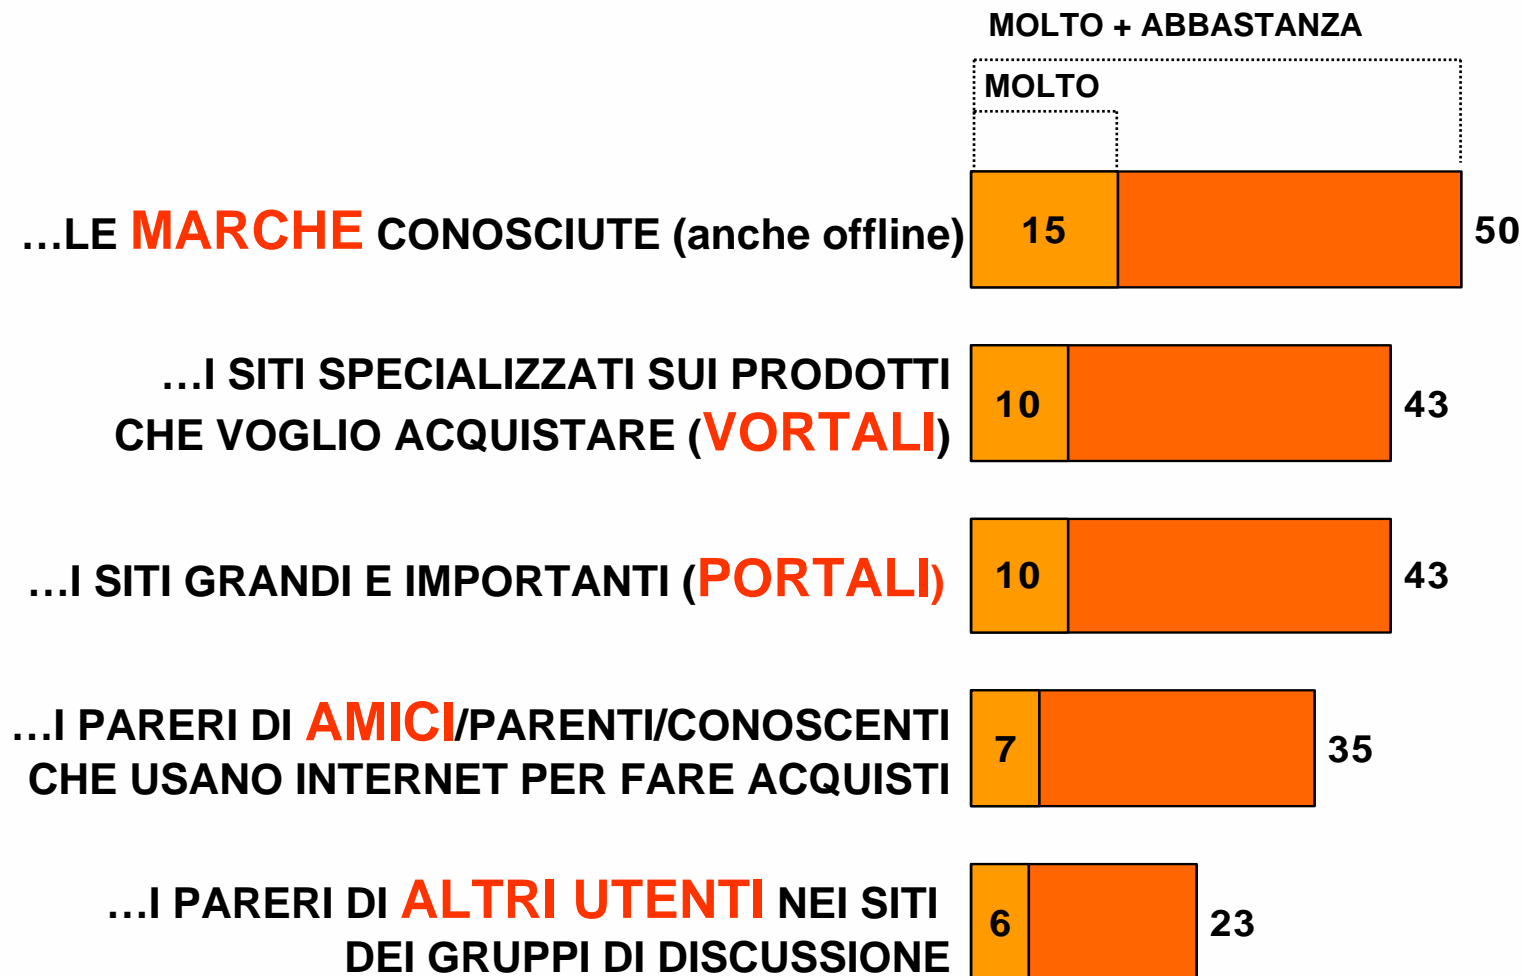 MOLTO + ABBASTANZA
MOLTO
...LE MARCHE CONOSCIUTE (anche offline) 15 50
...I SITI SPECIALIZZATI SUI PRODOTTI
CHE VOGLIO ACQUISTARE (VORTALI) 10 43
...I SITI GRANDI E IMPORTANTI (PORTALI) 10 43
...I PARERI DI AMICI/PARENTI/CONOSCENTI
CHE USANO INTERNET PER FARE ACQUISTI 7 35
...I PARERI DI ALTRI UTENTI NEI SITI
DEI GRUPPI DI DISCUSSIONE 6 23